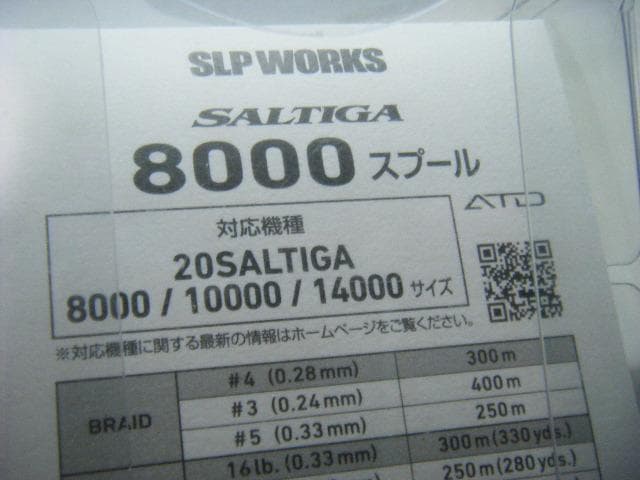 SLP WORKS
SALTIGA
8000 スプール
ATD
対応機種
20SALTIGA
8000 / 10000 / 14000 サイズ
※対応機種に関する最新の情報はホームページをご覧ください。
BRAID
#4 (0.28mm) 300m
#3 (0.24mm) 400m
#5 (0.33mm) 250m
16lb. (0.33mm) 300m(330yds.)
250m(280yds.)